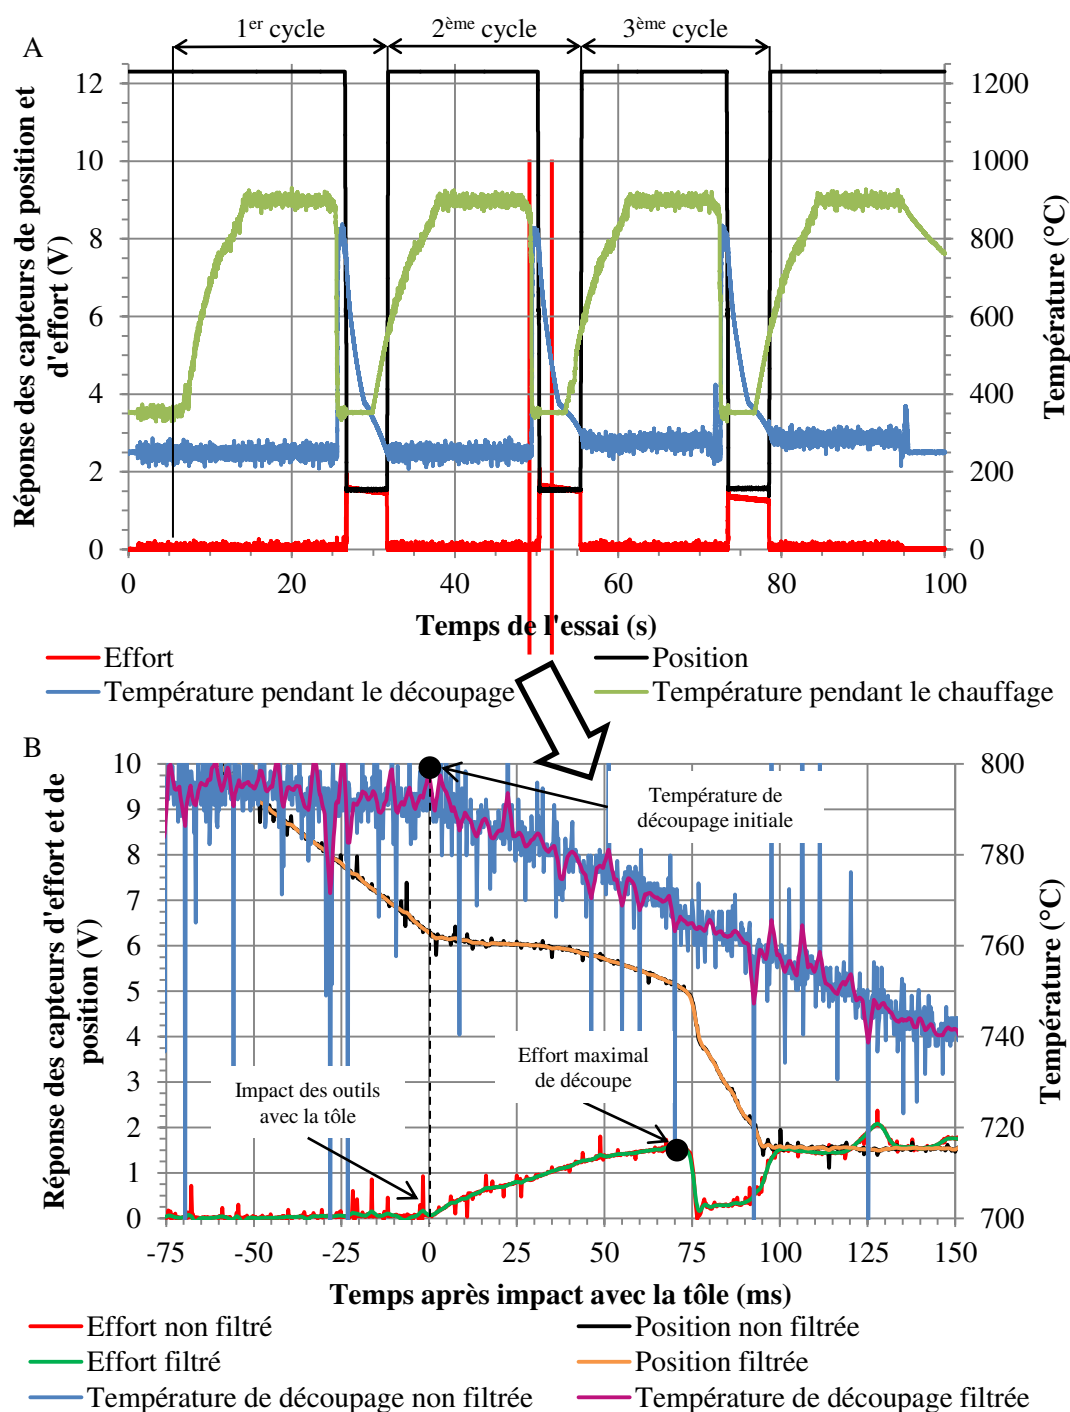 A
1er cycle
2ème cycle
3ème cycle
Réponse des capteurs de position et
d'effort (V)
12
10
8
6
4
2
0
1200
1000
800
600
400
200
0
Température (°C)
0
20
40
60
80
100
Temps de l'essai (s)
Effort
Position
Température pendant le découpage
Température pendant le chauffage
B
Réponse des capteurs d'effort et de
position (V)
10
9
8
7
6
5
4
3
2
1
0
800
780
760
740
720
700
Température (°C)
Température de
découpage initiale
Effort maximal
de découpe
Impact des outils
avec la tôle
-75
-50
-25
0
25
50
75
100
125
150
Temps après impact avec la tôle (ms)
Effort non filtré
Position non filtrée
Effort filtré
Position filtrée
Température de découpage non filtrée
Température de découpage filtrée